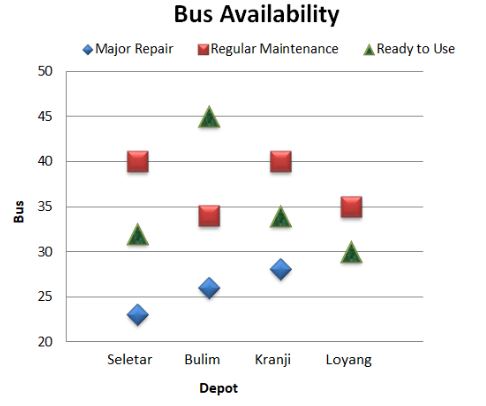 Bus Availability
Major Repair Regular Maintenance Ready to Use
50
45
40
35
30
25
20
Bus
Seletar Bulim Kranji Loyang
Depot